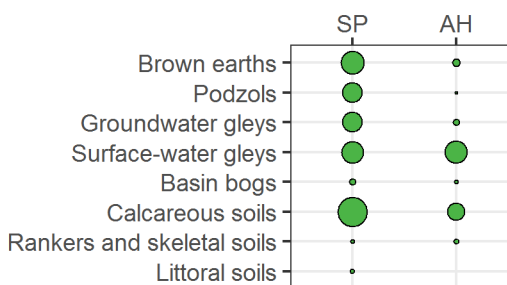 SP AH
Brown earths
Podzols
Groundwater gleys
Surface-water gleys
Basin bogs
Calcareous soils
Rankers and skeletal soils
Littoral soils